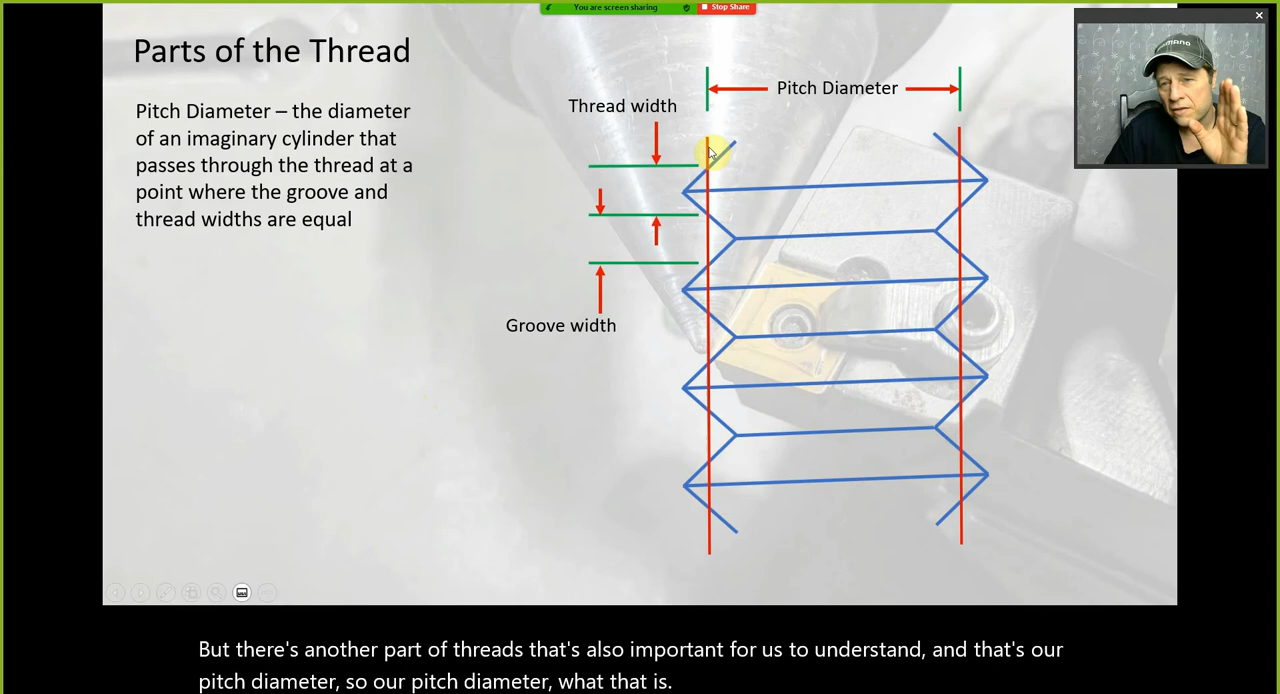 You are screen sharing
Stop Share
Parts of the Thread
Pitch Diameter – the diameter
of an imaginary cylinder that
passes through the thread at a
point where the groove and
thread widths are equal
Thread width
Pitch Diameter
Groove width
But there's another part of threads that's also important for us to understand, and that's our
pitch diameter, so our pitch diameter, what that is.